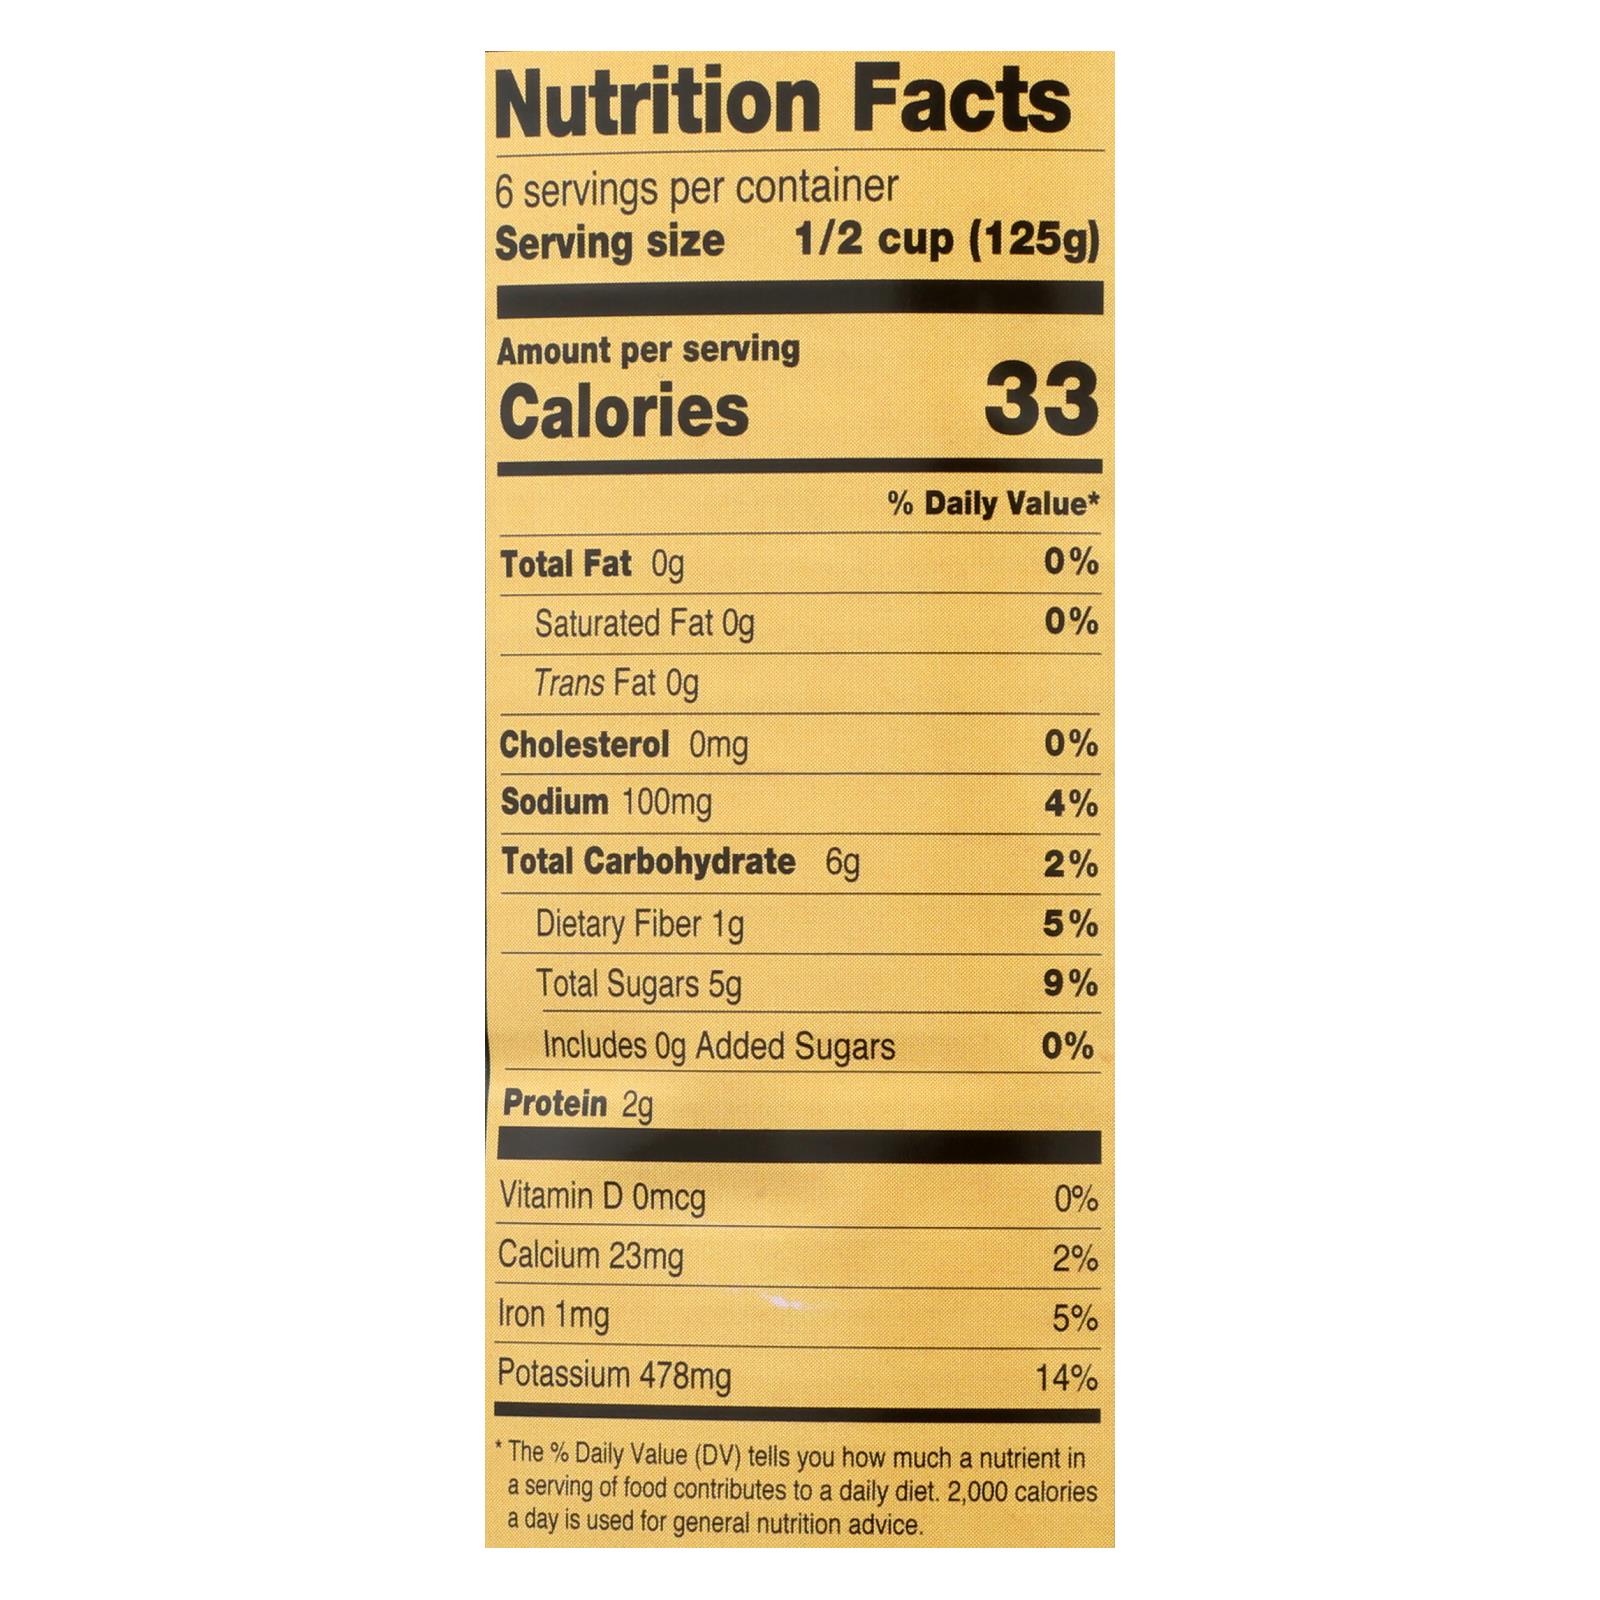 Nutrition Facts
6 servings per container
Serving size 1/2 cup (125g)
Amount per serving
Calories 33
% Daily Value*
Total Fat 0g 0%
Saturated Fat 0g 0%
Trans Fat 0g
Cholesterol 0mg 0%
Sodium 100mg 4%
Total Carbohydrate 6g 2%
Dietary Fiber 1g 5%
Total Sugars 5g 9%
Includes 0g Added Sugars 0%
Protein 2g
Vitamin D 0mcg 0%
Calcium 23mg 2%
Iron 1mg 5%
Potassium 478mg 14%
* The % Daily Value (DV) tells you how much a nutrient in
a serving of food contributes to a daily diet. 2,000 calories
a day is used for general nutrition advice.